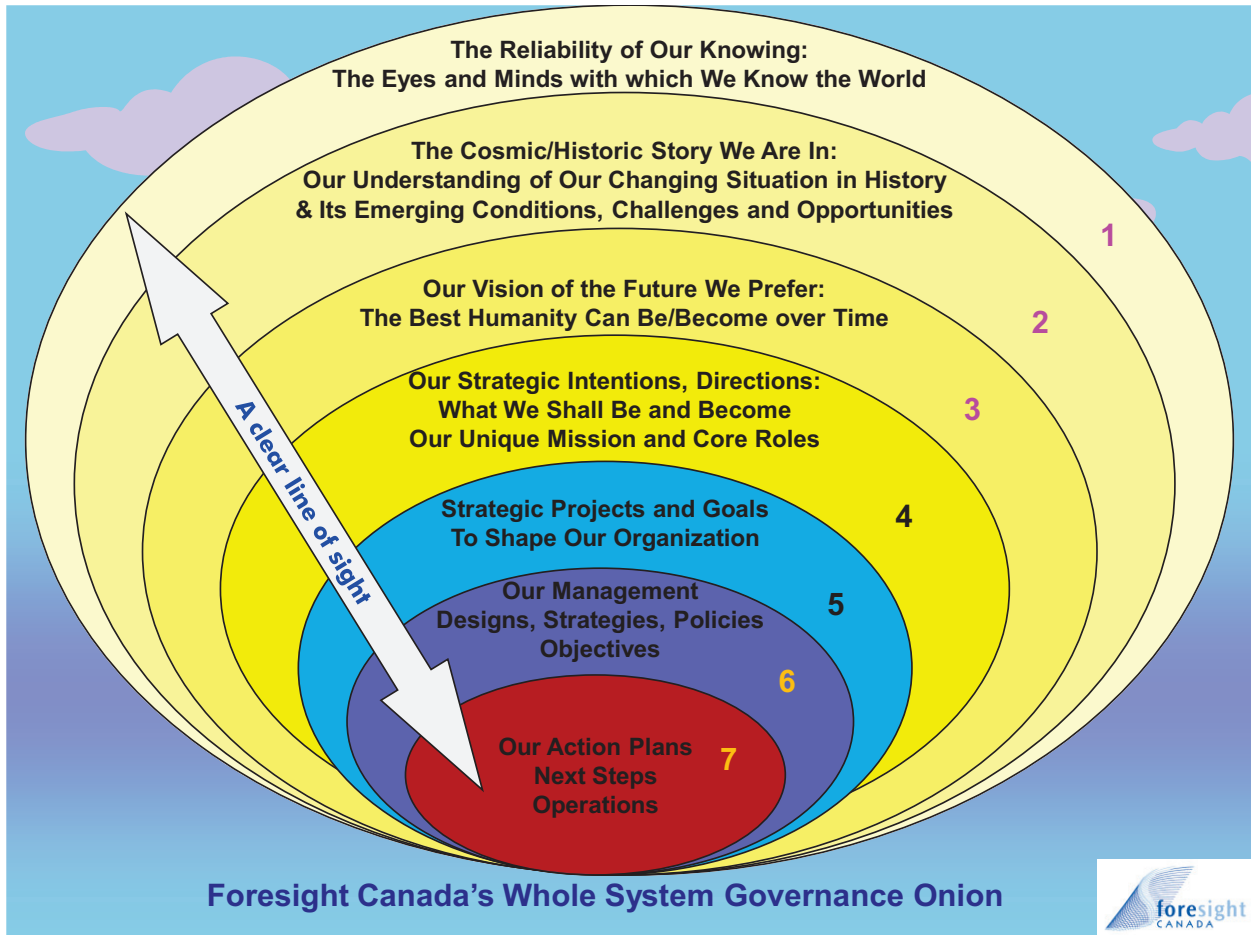 The Reliability of Our Knowing:
The Eyes and Minds with which We Know the World
The Cosmic/Historic Story We Are In:
Our Understanding of Our Changing Situation in History
& Its Emerging Conditions, Challenges and Opportunities
1
Our Vision of the Future We Prefer:
The Best Humanity Can Be/Become over Time
2
Our Strategic Intentions, Directions:
What We Shall Be and Become
Our Unique Mission and Core Roles
3
A clear line of sight
Strategic Projects and Goals
To Shape Our Organization
4
Our Management
Designs, Strategies, Policies
Objectives
5
6
Our Action Plans
Next Steps
Operations
7
Foresight Canada's Whole System Governance Onion
foresight
CANADA